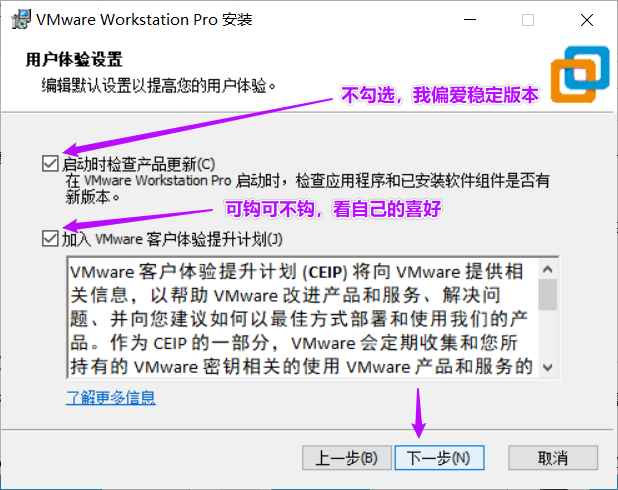 VMware Workstation Pro 安装
用户体验设置
编辑默认设置以提高您的用户体验。
不勾选，我偏爱稳定版本
启动时检查产品更新(C)
在 VMware Workstation Pro 启动时，检查应用程序和已安装软件组件是否有
新版本。
可钩可不钩，看自己的喜好
加入 VMware 客户体验提升计划(J)
VMware 客户体验提升计划 (CEIP) 将向 VMware 提供相
关信息，以帮助 VMware 改进产品和服务、解决问
题、并向您建议如何以最佳方式部署和使用我们的产
品。作为 CEIP 的一部分，VMware 会定期收集和您所
持有的 VMware 密钥相关的使用 VMware 产品和服务的
了解更多信息
上一步(B)
下一步(N)
取消